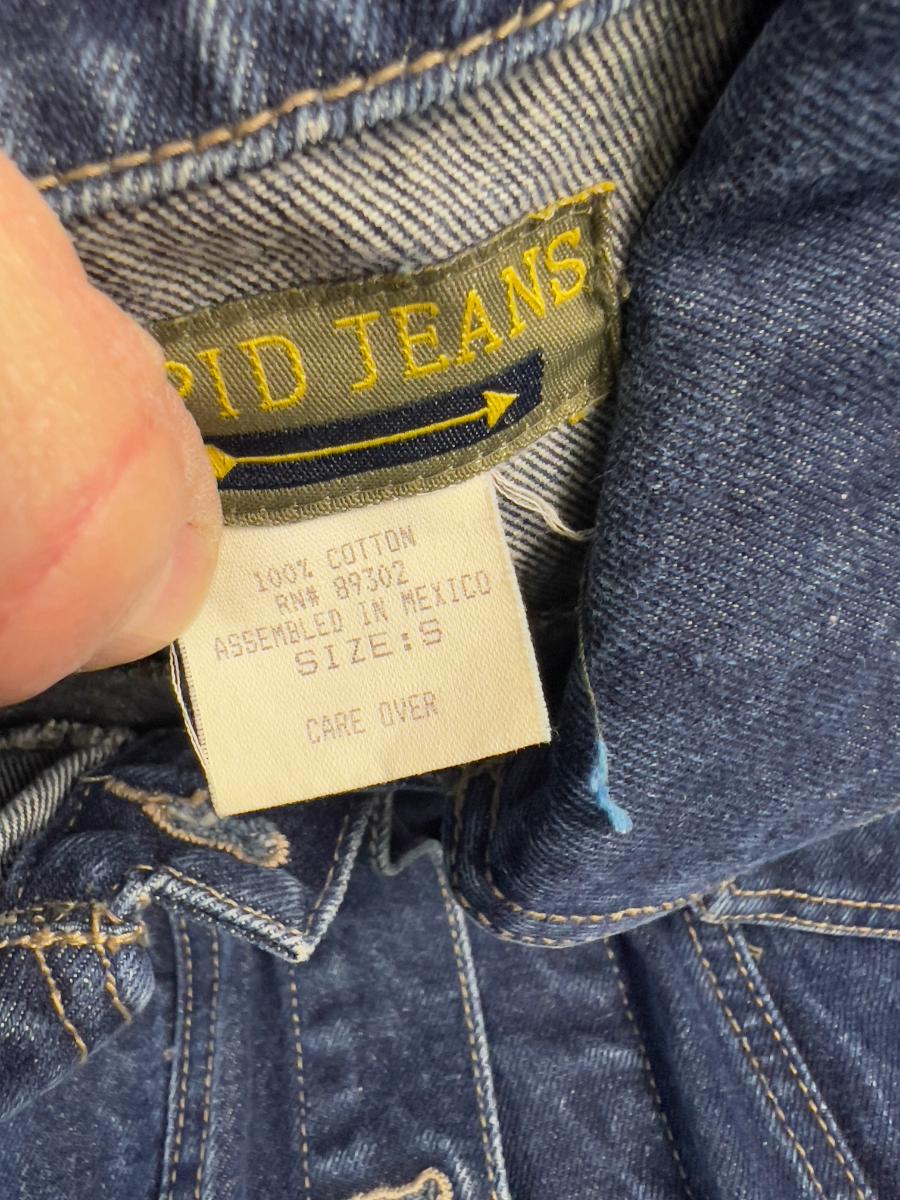 PID JEANS
100% COTTON
RN# 89302
ASSEMBLED IN MEXICO
SIZE:S
CARE OVER